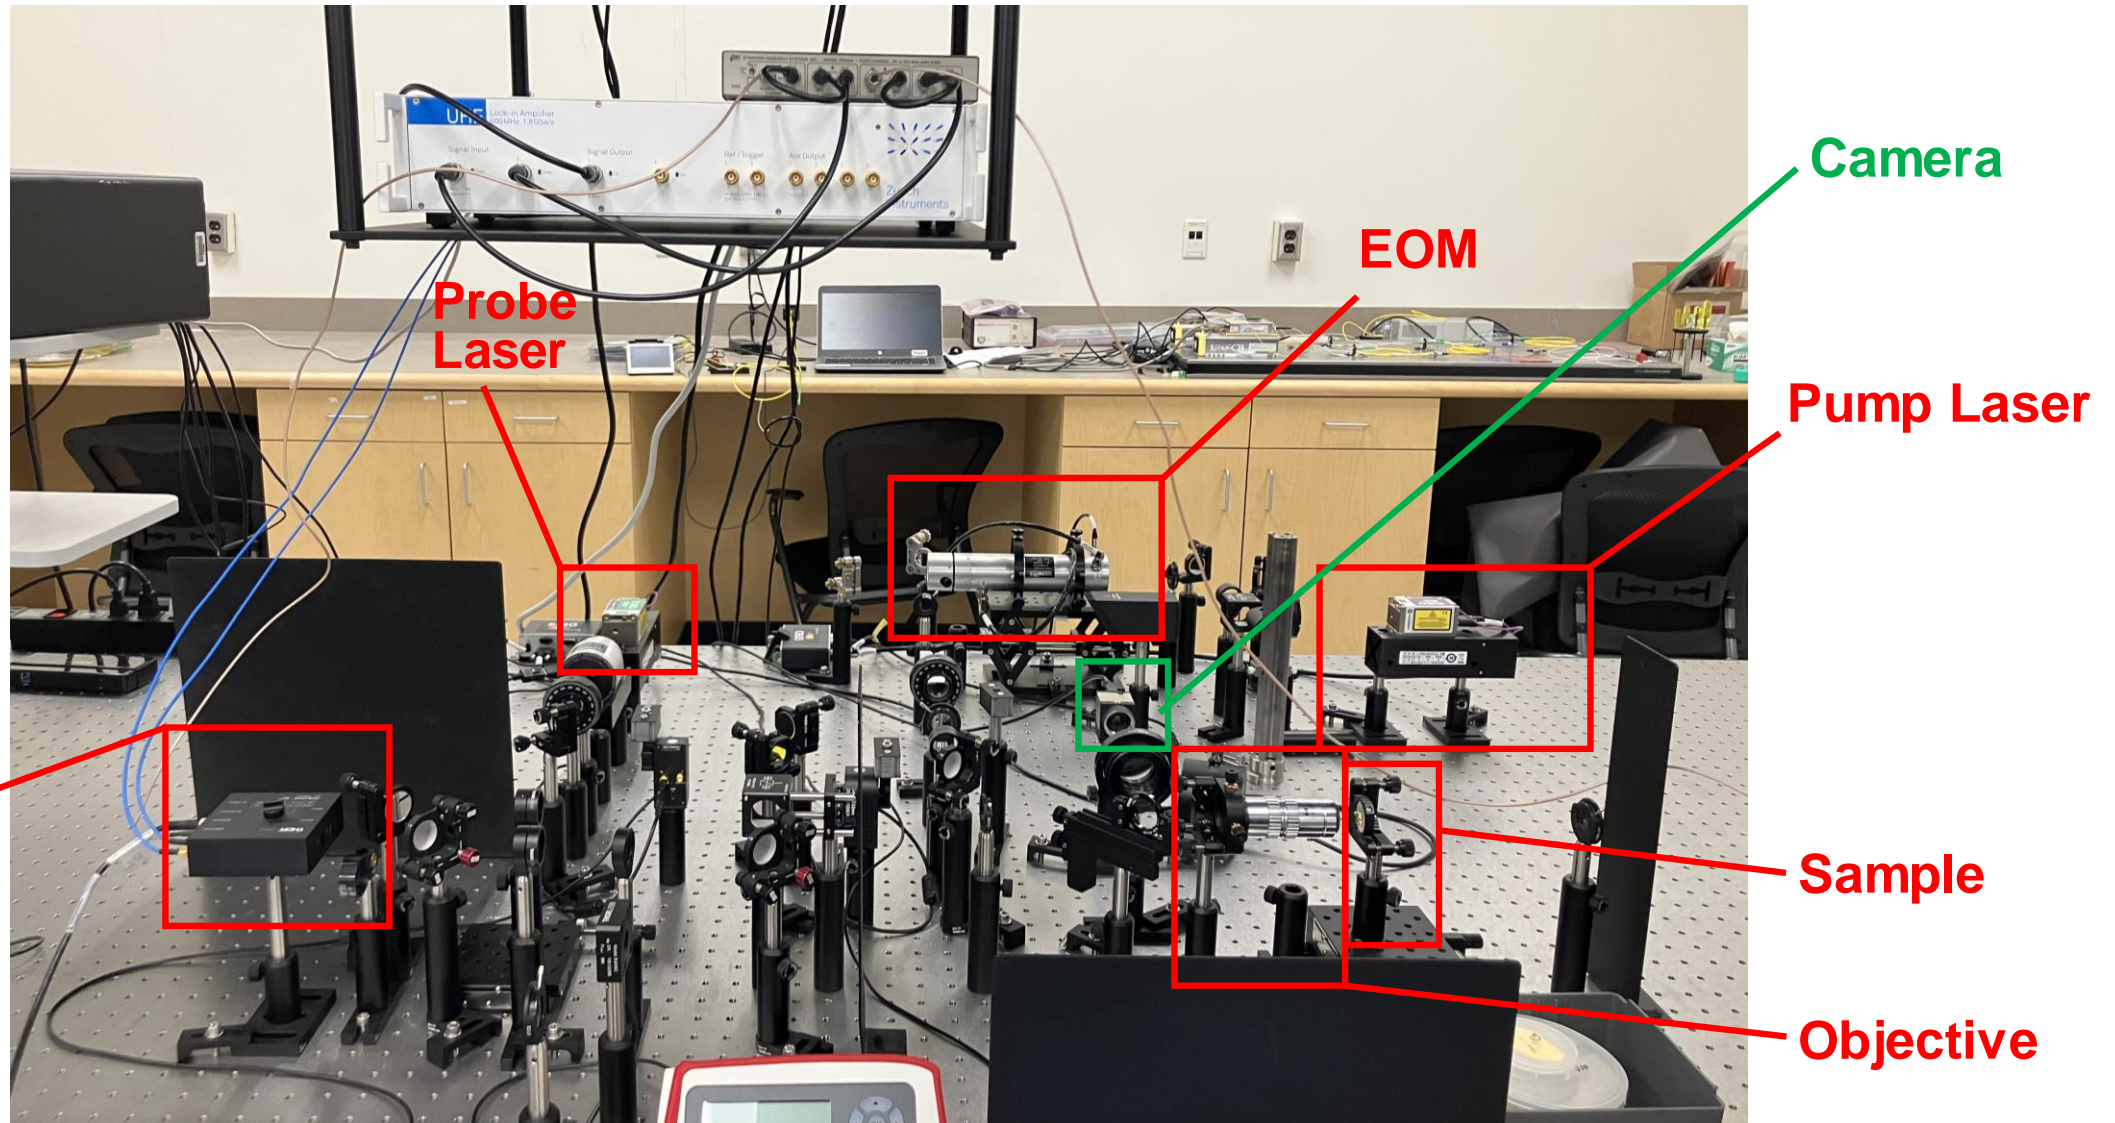 UHF
Lock-in Amplifier
600 MHz, 1.8 GSa/s
Signal Input
Signal Output
Ref / Trigger
Aux Output
Zurich
Instruments
Camera
EOM
Probe
Laser
Pump Laser
Sample
Objective